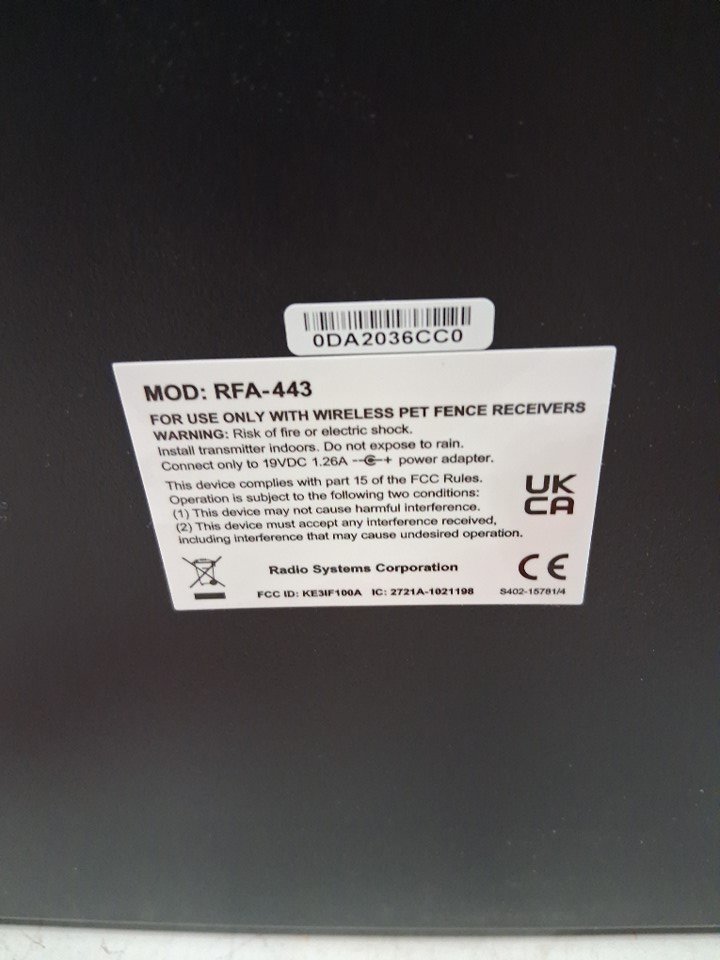 0DA2036CC0
MOD: RFA-443
FOR USE ONLY WITH WIRELESS PET FENCE RECEIVERS
WARNING: Risk of fire or electric shock.
Install transmitter indoors. Do not expose to rain.
Connect only to 19VDC 1.26A - + power adapter.
This device complies with part 15 of the FCC Rules.
Operation is subject to the following two conditions:
(1) This device may not cause harmful interference.
(2) This device must accept any interference received,
including interference that may cause undesired operation.
UK
CA
Radio Systems Corporation
CE
FCC ID: KE3IF100A IC: 2721A-1021198
S402-15781/4